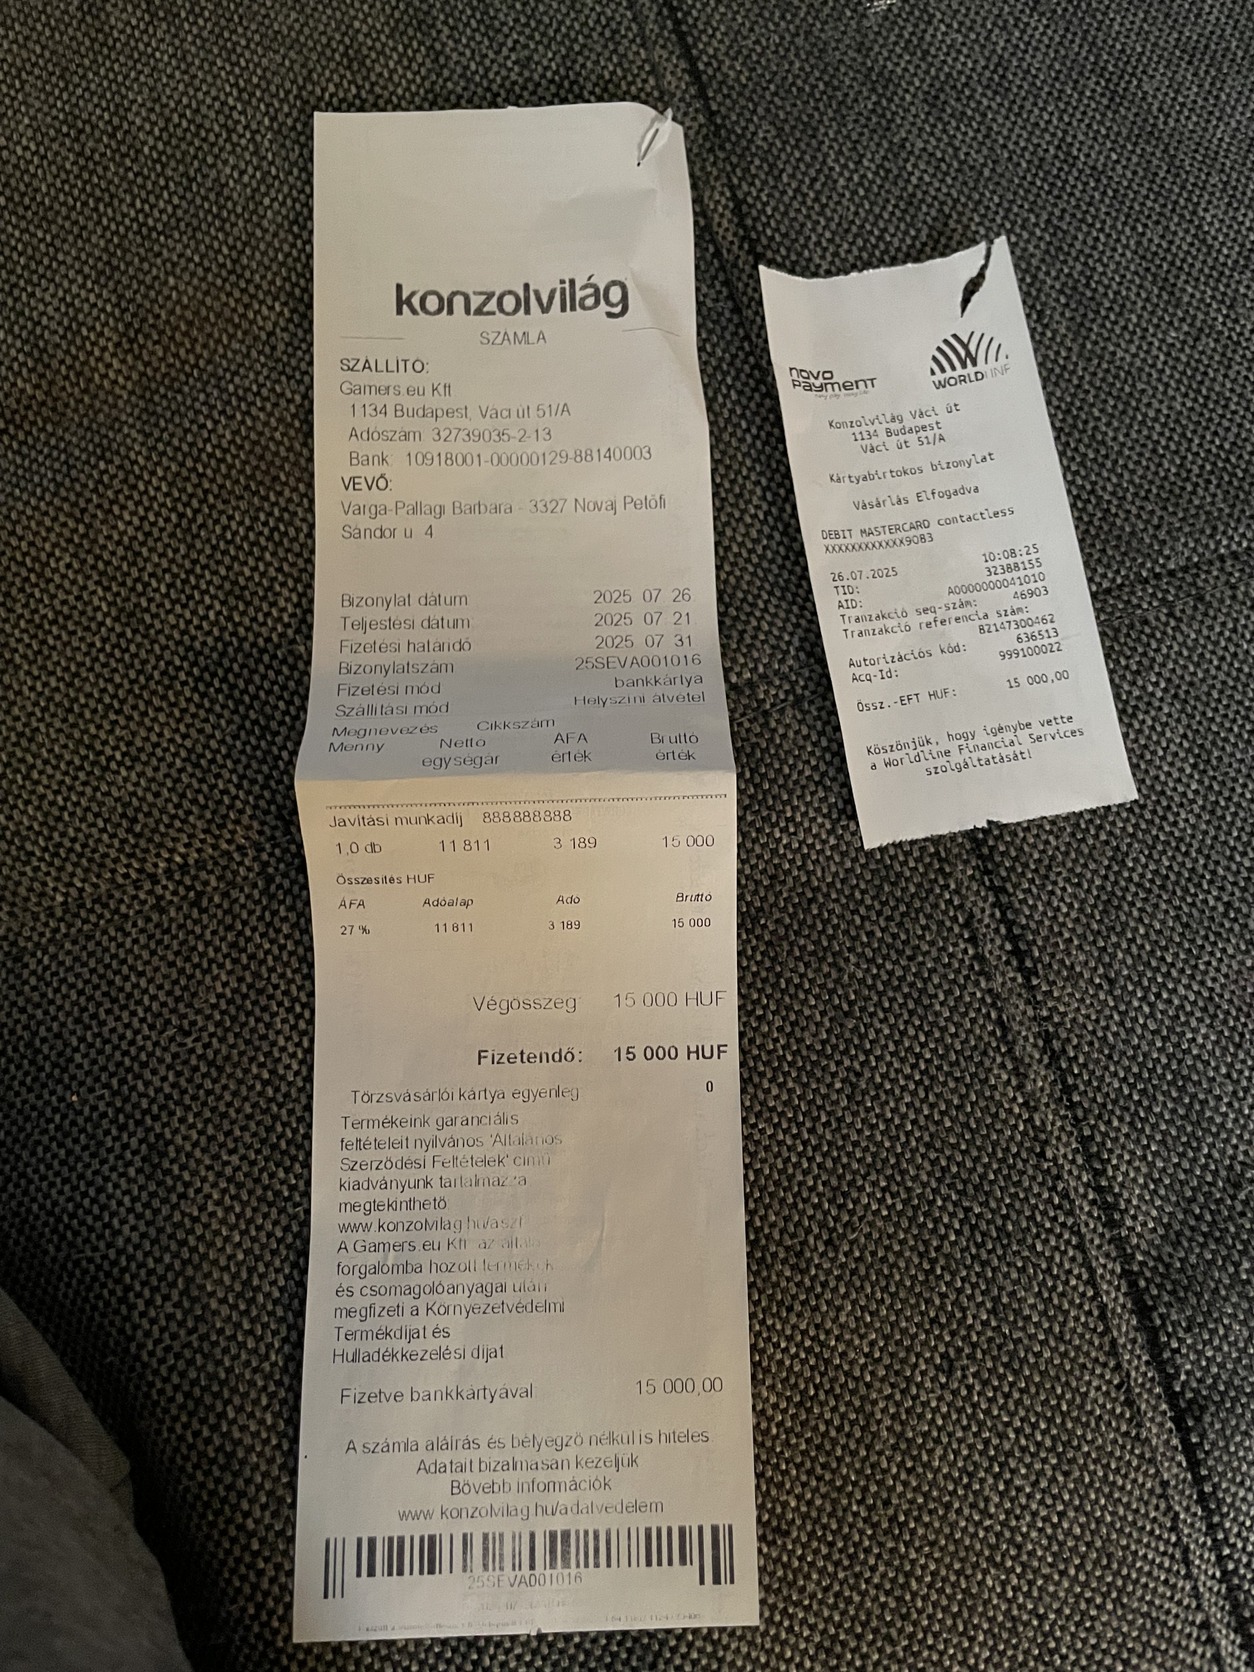 konzolvilág
SZÁMLA
SZÁLLÍTÓ:
Gamers.eu Kft
1134 Budapest, Váci út 51/A
Adószám: 32739035-2-13
Bank: 10918001-00000129-88140003
VEVŐ:
Varga-Pallagi Barbara - 3327 Novaj Petőfi
Sándor u 4
Bizonylat dátum 2025 07 26
Teljesítési dátum 2025 07 21
Fizetési határidő 2025 07 31
Bizonylatszám 25SEVA001016
Fizetési mód bankkártya
Szállítási mód Helyszíni átvétel
Megnevezés Cikkszám
Menny Nettó ÁFA Bruttó
egységár érték érték
Javítási munkadíj 888888888
1,0 db 11 811 3 189 15 000
Összesítés HUF
ÁFA Adóalap Adó Bruttó
27 % 11 811 3 189 15 000
Végösszeg 15 000 HUF
Fizetendő: 15 000 HUF
Törzsvásárlói kártya egyenleg 0
Termékeink garanciális
feltételeit nyilvános 'Általános
Szerződési Feltételek' című
kiadványunk tartalmazza
megtekinthető
www.konzolvilag.hu/aszf
A Gamers.eu Kft az által
forgalomba hozott termékek
és csomagolóanyagai után
megfizeti a Környezetvédelmi
Termékdíjat és
Hulladékkezelési díjat
Fizetve bankkártyával 15 000,00
A számla aláírás és bélyegző nélkül is hiteles.
Adatait bizalmasan kezeljük
Bővebb információk
www.konzolvilag.hu/adatvedelem
25SEVA001016
novo
payment
WORLDLINE
Konzolvilág Váci út
1134 Budapest
Váci út 51/A
Kártyabirtokos bizonylat
Vásárlás Elfogadva
DEBIT MASTERCARD contactless
XXXXXXXXXXXX9083
26.07.2025 10:08:25
TID: 32388155
AID: A0000000041010
Tranzakció seq-szám: 46903
Tranzakció referencia szám:
82147300462
Autorizációs kód: 636513
Acq-Id: 999100022
Össz.-EFT HUF: 15 000,00
Köszönjük, hogy igénybe vette
a Worldline Financial Services
szolgáltatását!